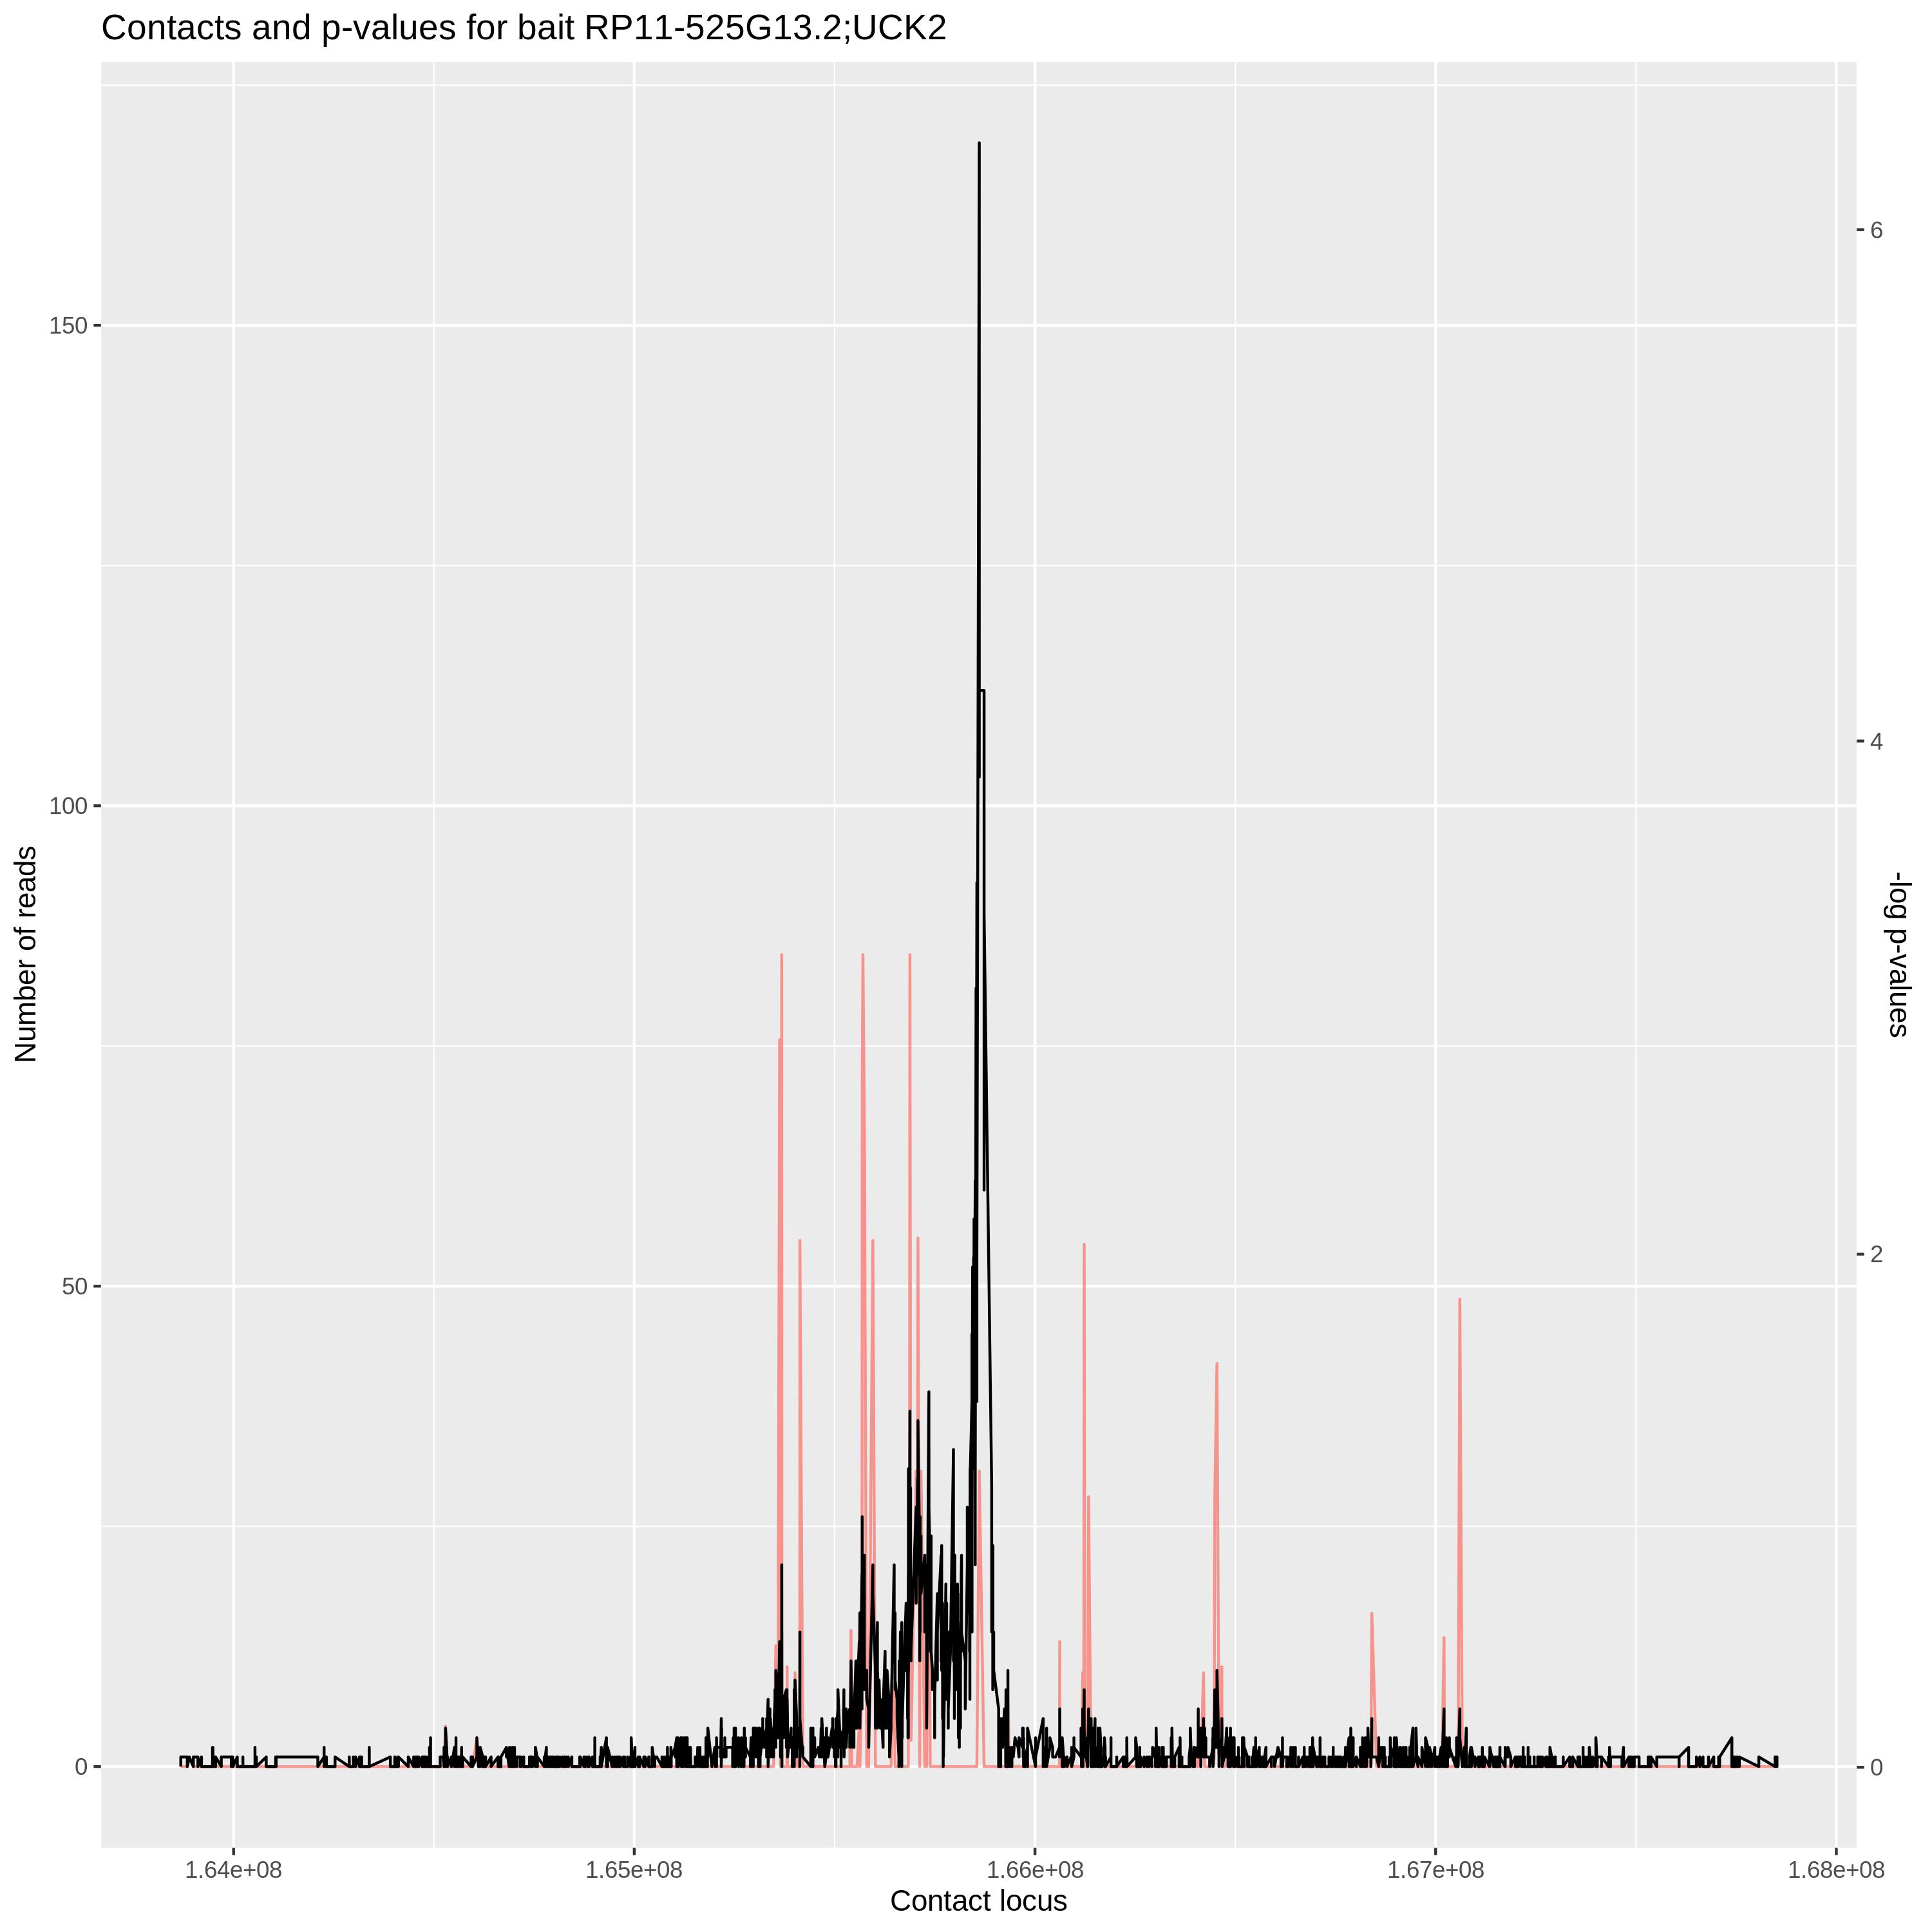 Contacts and p-values for bait RP11-525G13.2;UCK2
Number of reads
150
100
50
0
6
4
2
0
-log p-values
1.64e+08 1.65e+08 1.66e+08 1.67e+08 1.68e+08
Contact locus